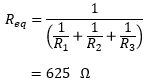 R_eq = 1 / (1/R_1 + 1/R_2 + 1/R_3)
= 625 Ω